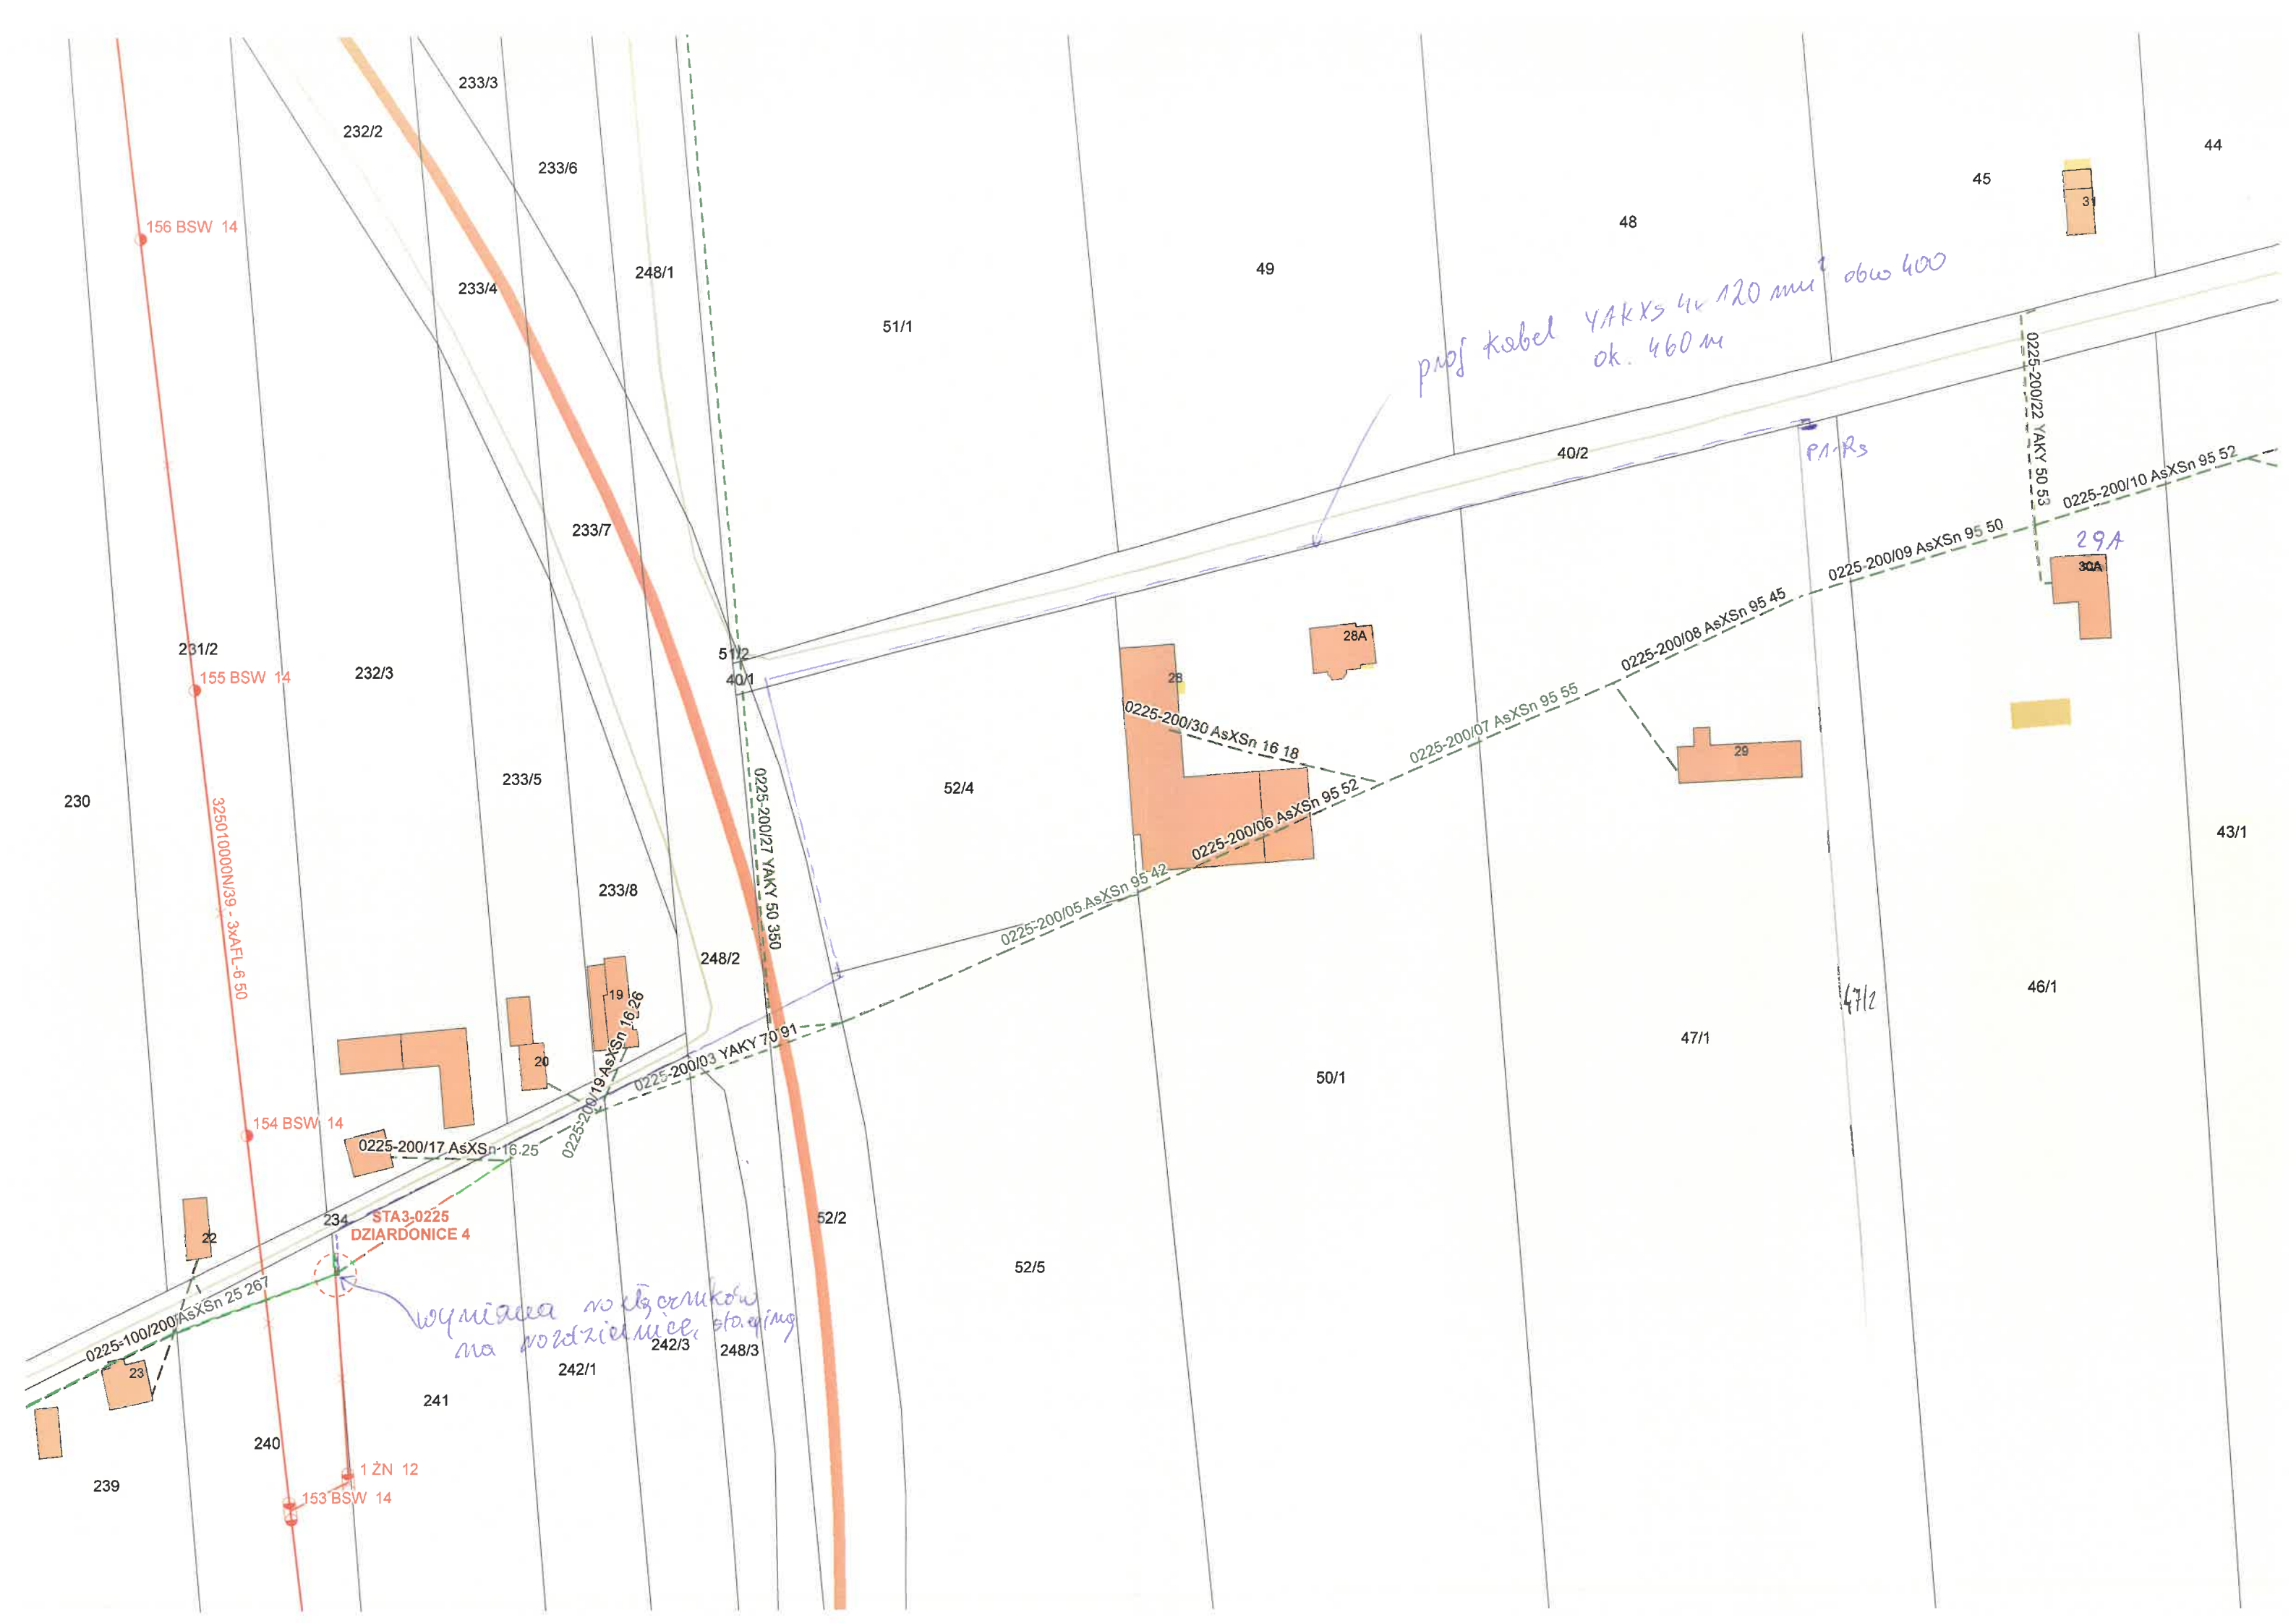 233/3
232/2
233/6
44
45
31
48
156 BSW 14
49
248/1
233/4
51/1
proj kabel YAKXS 4x120 mm² obw 400
ok. 460 m
0225-200/22 YAKY 50 53
40/2
P1-Rs
0225-200/10 AsXSn 95 52
233/7
0225-200/09 AsXSn 95 50
29A
30A
0225-200/08 AsXSn 95 45
28A
231/2
51/2
155 BSW 14
232/3
40/1
28
0225-200/30 AsXSn 16 18
0225-200/07 AsXSn 95 55
29
233/5
52/4
230
325010000N/39 - 3xAFL-6 50
0225-200/27 YAKY 50 350
0225-200/06 AsXSn 95 52
43/1
233/8
0225-200/05 AsXSn 95 42
248/2
19
46/1
47/2
0225-200/19 AsXSn 16 26
0225-200/03 YAKY 70 91
47/1
20
50/1
154 BSW 14
0225-200/17 AsXSn 16 25
234
STA3-0225
DZIARDONICE 4
52/2
22
52/5
0225-100/200 AsXSn 25 267
wymiana rozłączników
na rozdzielnicę,
242/3
248/3
242/1
23
241
240
1 ŻN 12
239
153 BSW 14